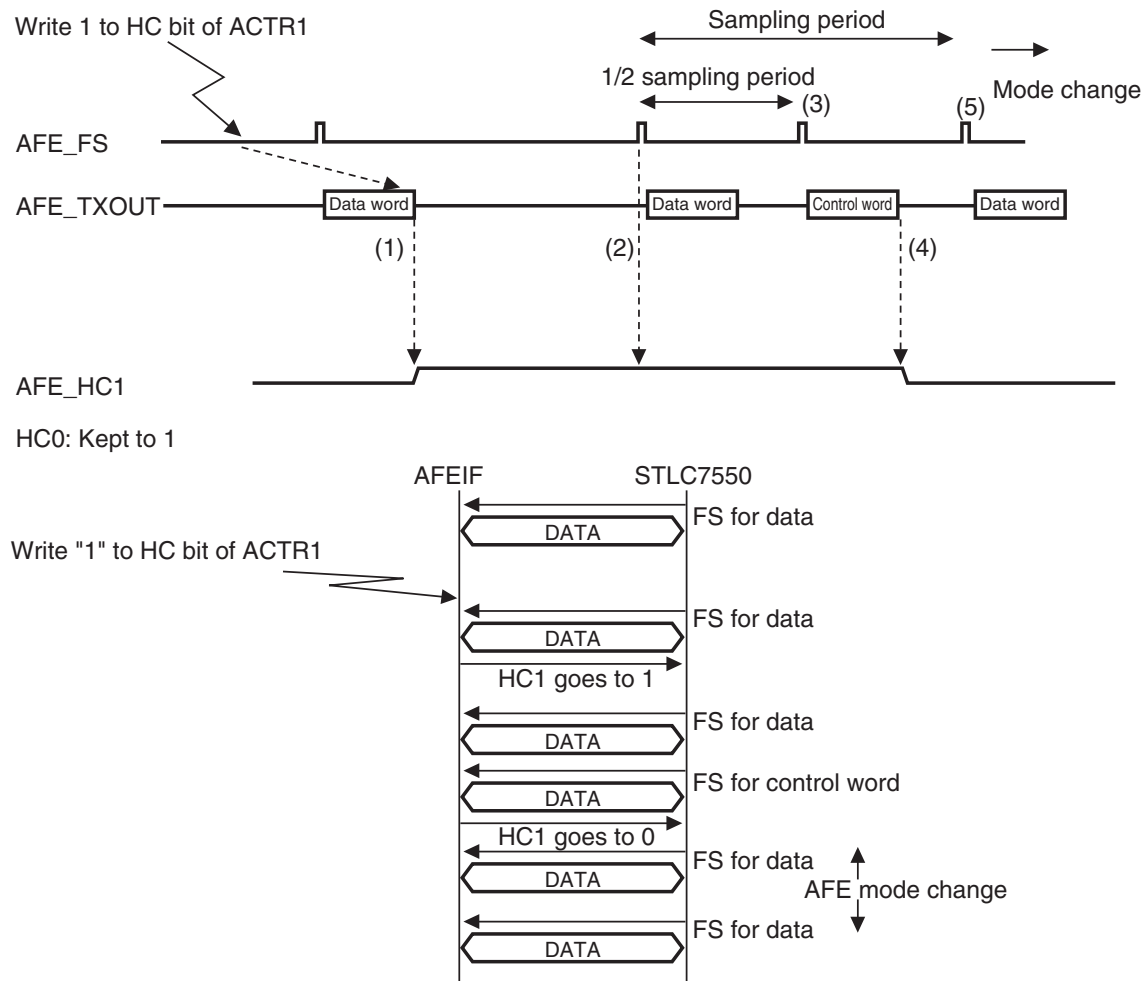 Write 1 to HC bit of ACTR1
Sampling period
1/2 sampling period
Mode change
(3)
(5)
AFE_FS
AFE_TXOUT
Data word
Data word
Control word
Data word
(1)
(2)
(4)
AFE_HC1
HC0: Kept to 1
AFEIF
STLC7550
FS for data
DATA
Write "1" to HC bit of ACTR1
FS for data
DATA
HC1 goes to 1
FS for data
DATA
FS for control word
DATA
HC1 goes to 0
FS for data
DATA
AFE mode change
FS for data
DATA